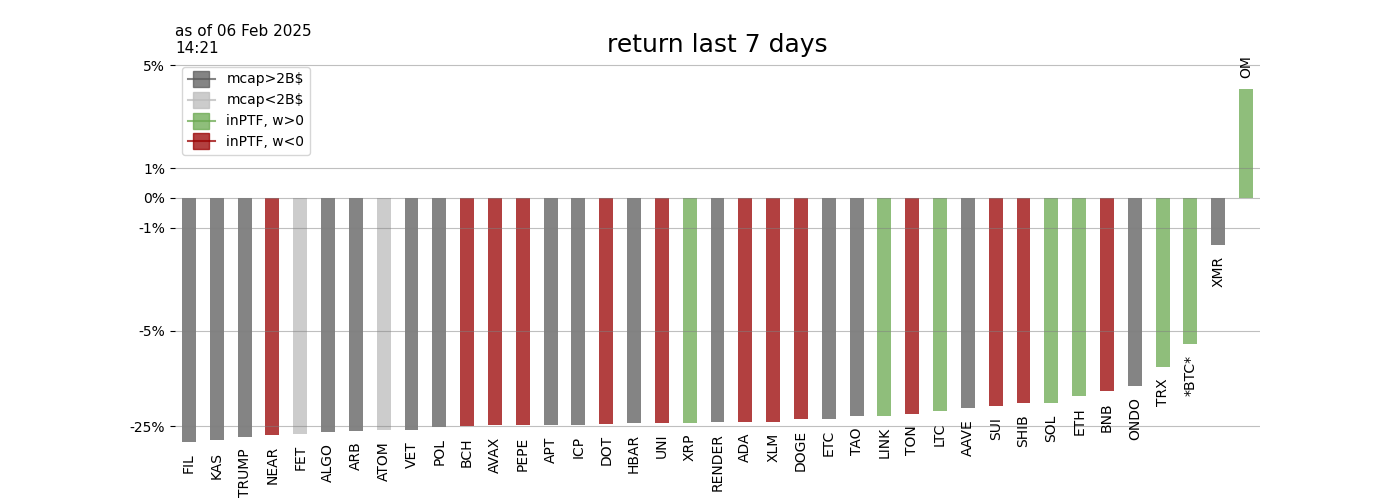 as of 06 Feb 2025
14:21
return last 7 days
mcap>2B$
mcap<2B$
inPTF, w>0
inPTF, w<0
5%
1%
0%
-1%
-5%
-25%
FIL
KAS
TRUMP
NEAR
FET
ALGO
ARB
ATOM
VET
POL
BCH
AVAX
PEPE
APT
ICP
DOT
HBAR
UNI
XRP
RENDER
ADA
XLM
DOGE
ETC
TAO
LINK
TON
LTC
AAVE
SUI
SHIB
SOL
ETH
BNB
ONDO
TRX
*BTC*
XMR
OM